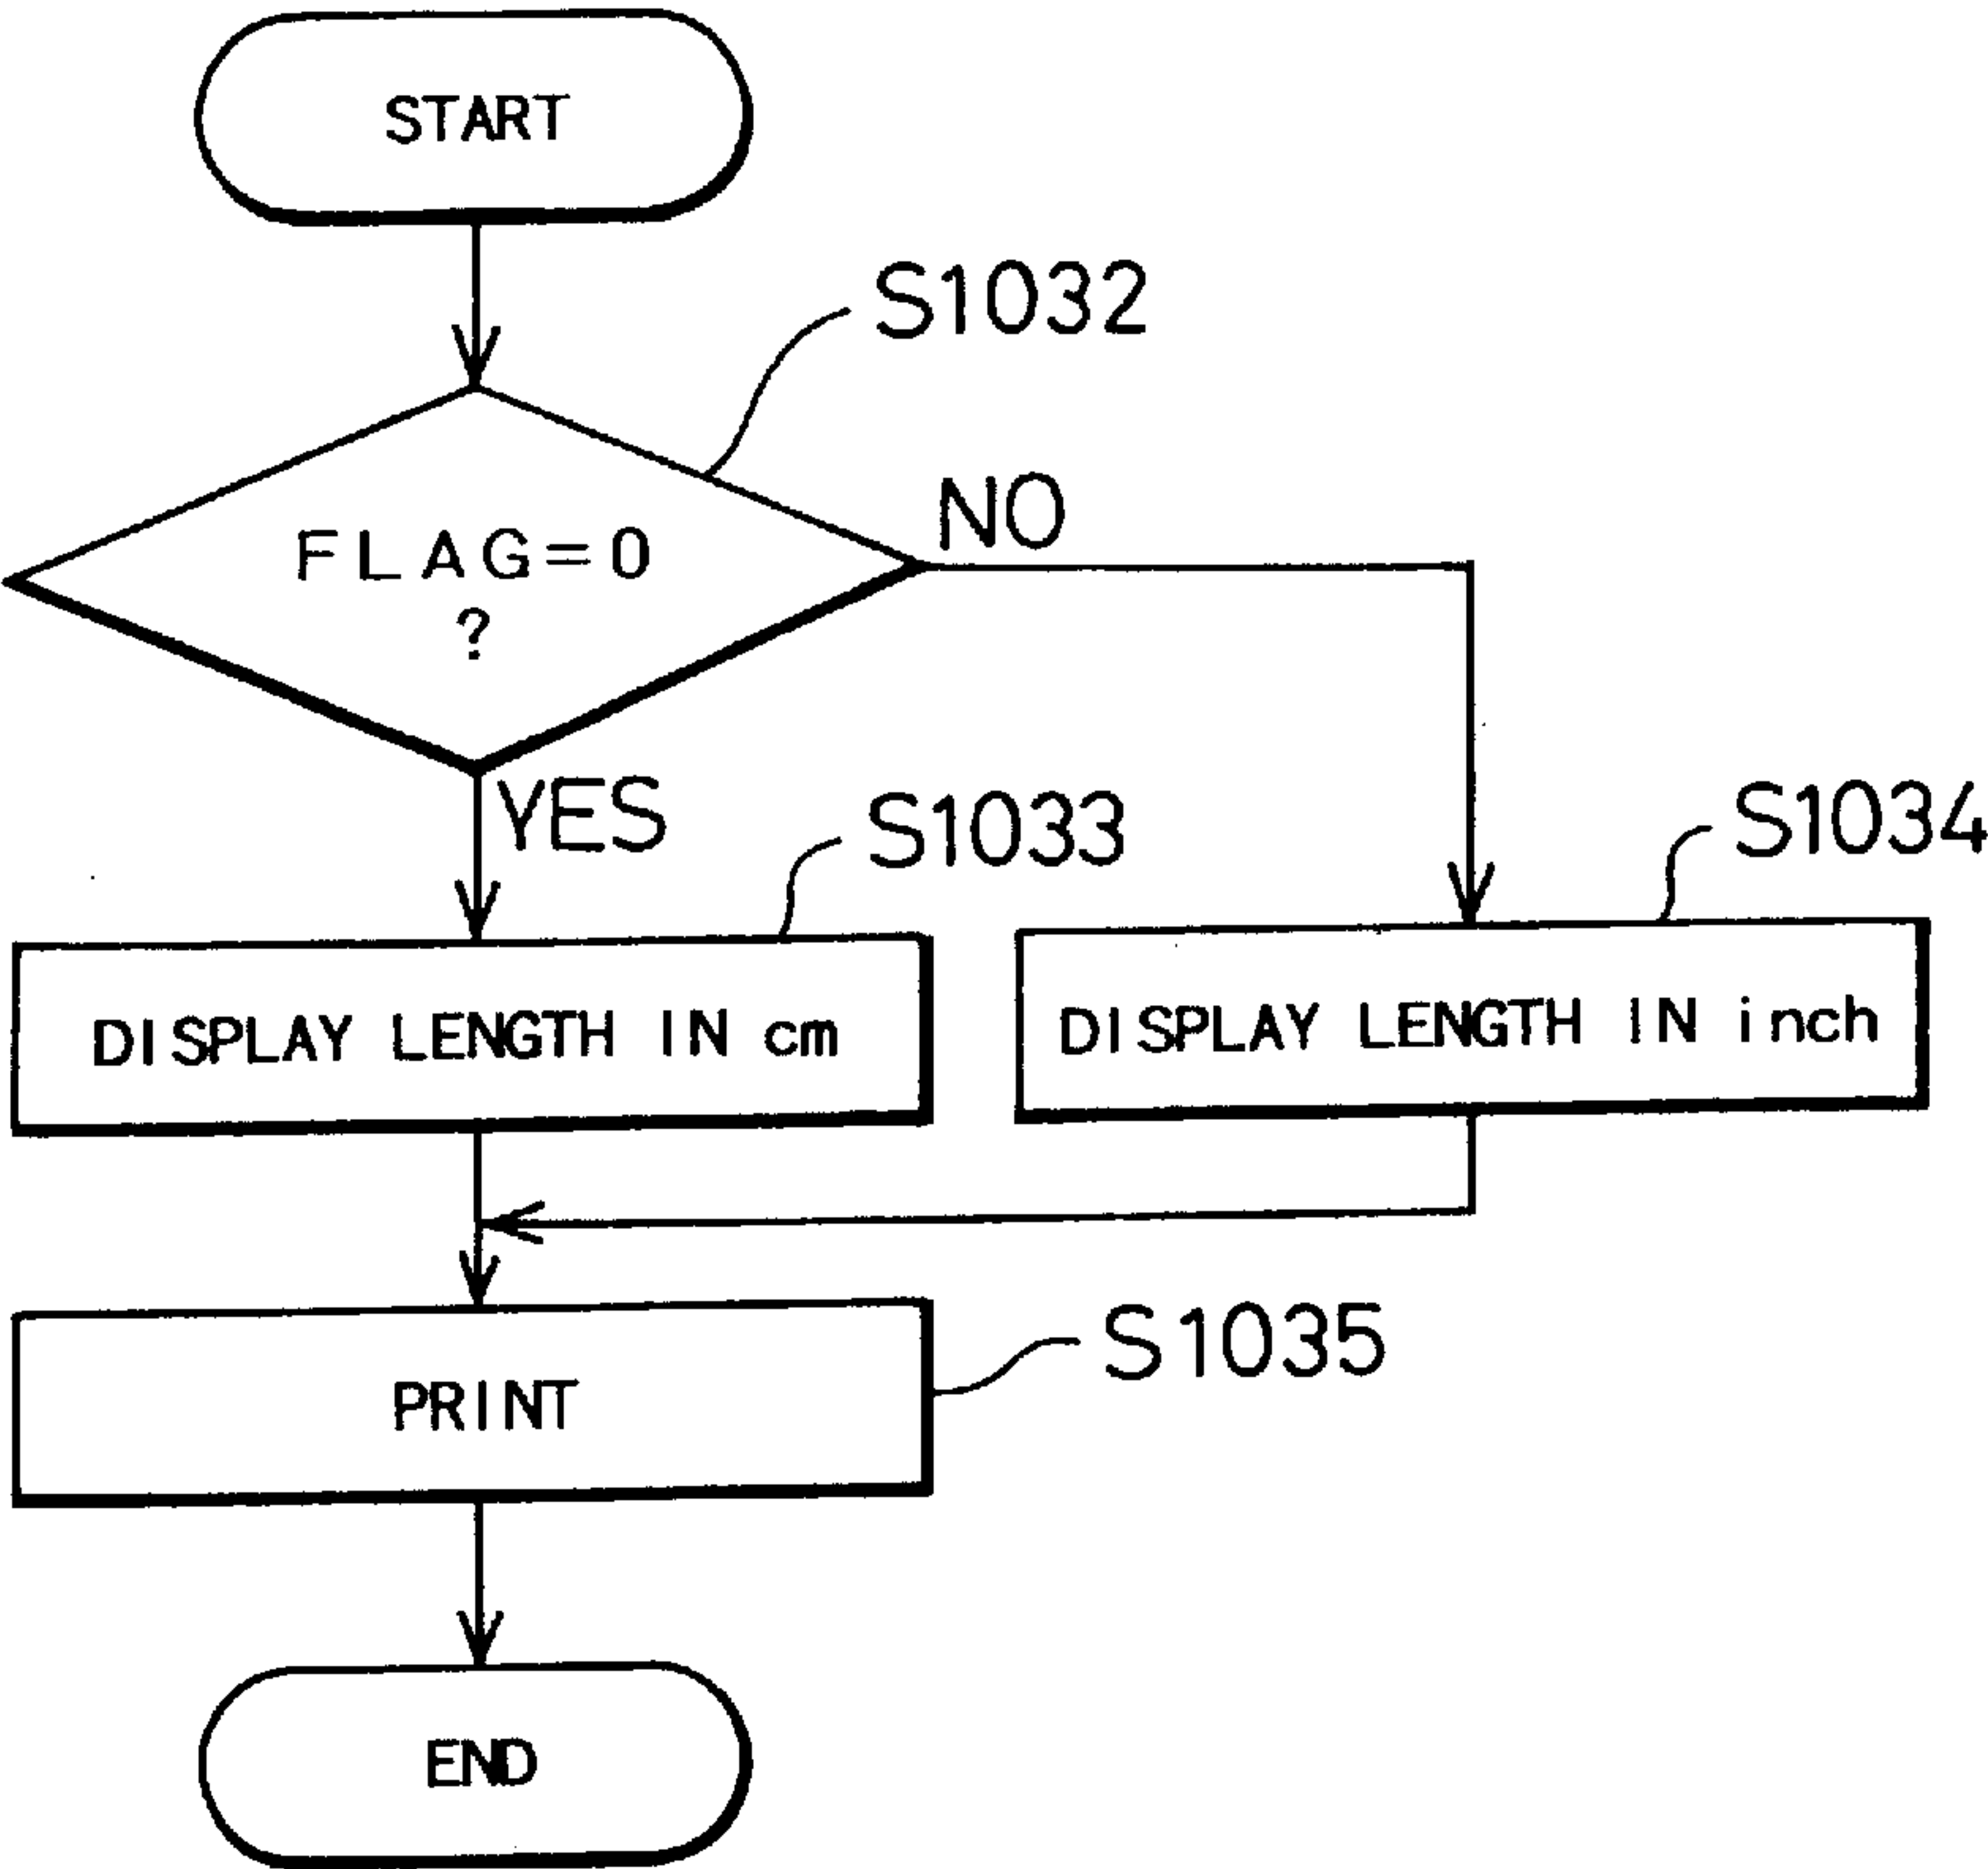 START
S1032
NO
FLAG=0
?
YES
S1033
S1034
DISPLAY LENGTH IN cm
DISPLAY LENGTH IN inch
S1035
PRINT
END